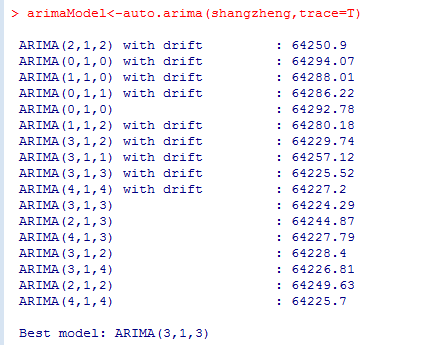 > arimaModel<-auto.arima(shangzheng,trace=T)
ARIMA(2,1,2) with drift : 64250.9
ARIMA(0,1,0) with drift : 64294.07
ARIMA(1,1,0) with drift : 64288.01
ARIMA(0,1,1) with drift : 64286.22
ARIMA(0,1,0) : 64292.78
ARIMA(1,1,2) with drift : 64280.18
ARIMA(3,1,2) with drift : 64229.74
ARIMA(3,1,1) with drift : 64257.12
ARIMA(3,1,3) with drift : 64225.52
ARIMA(4,1,4) with drift : 64227.2
ARIMA(3,1,3) : 64224.29
ARIMA(2,1,3) : 64244.87
ARIMA(4,1,3) : 64227.79
ARIMA(3,1,2) : 64228.4
ARIMA(3,1,4) : 64226.81
ARIMA(2,1,2) : 64249.63
ARIMA(4,1,4) : 64225.7
Best model: ARIMA(3,1,3)